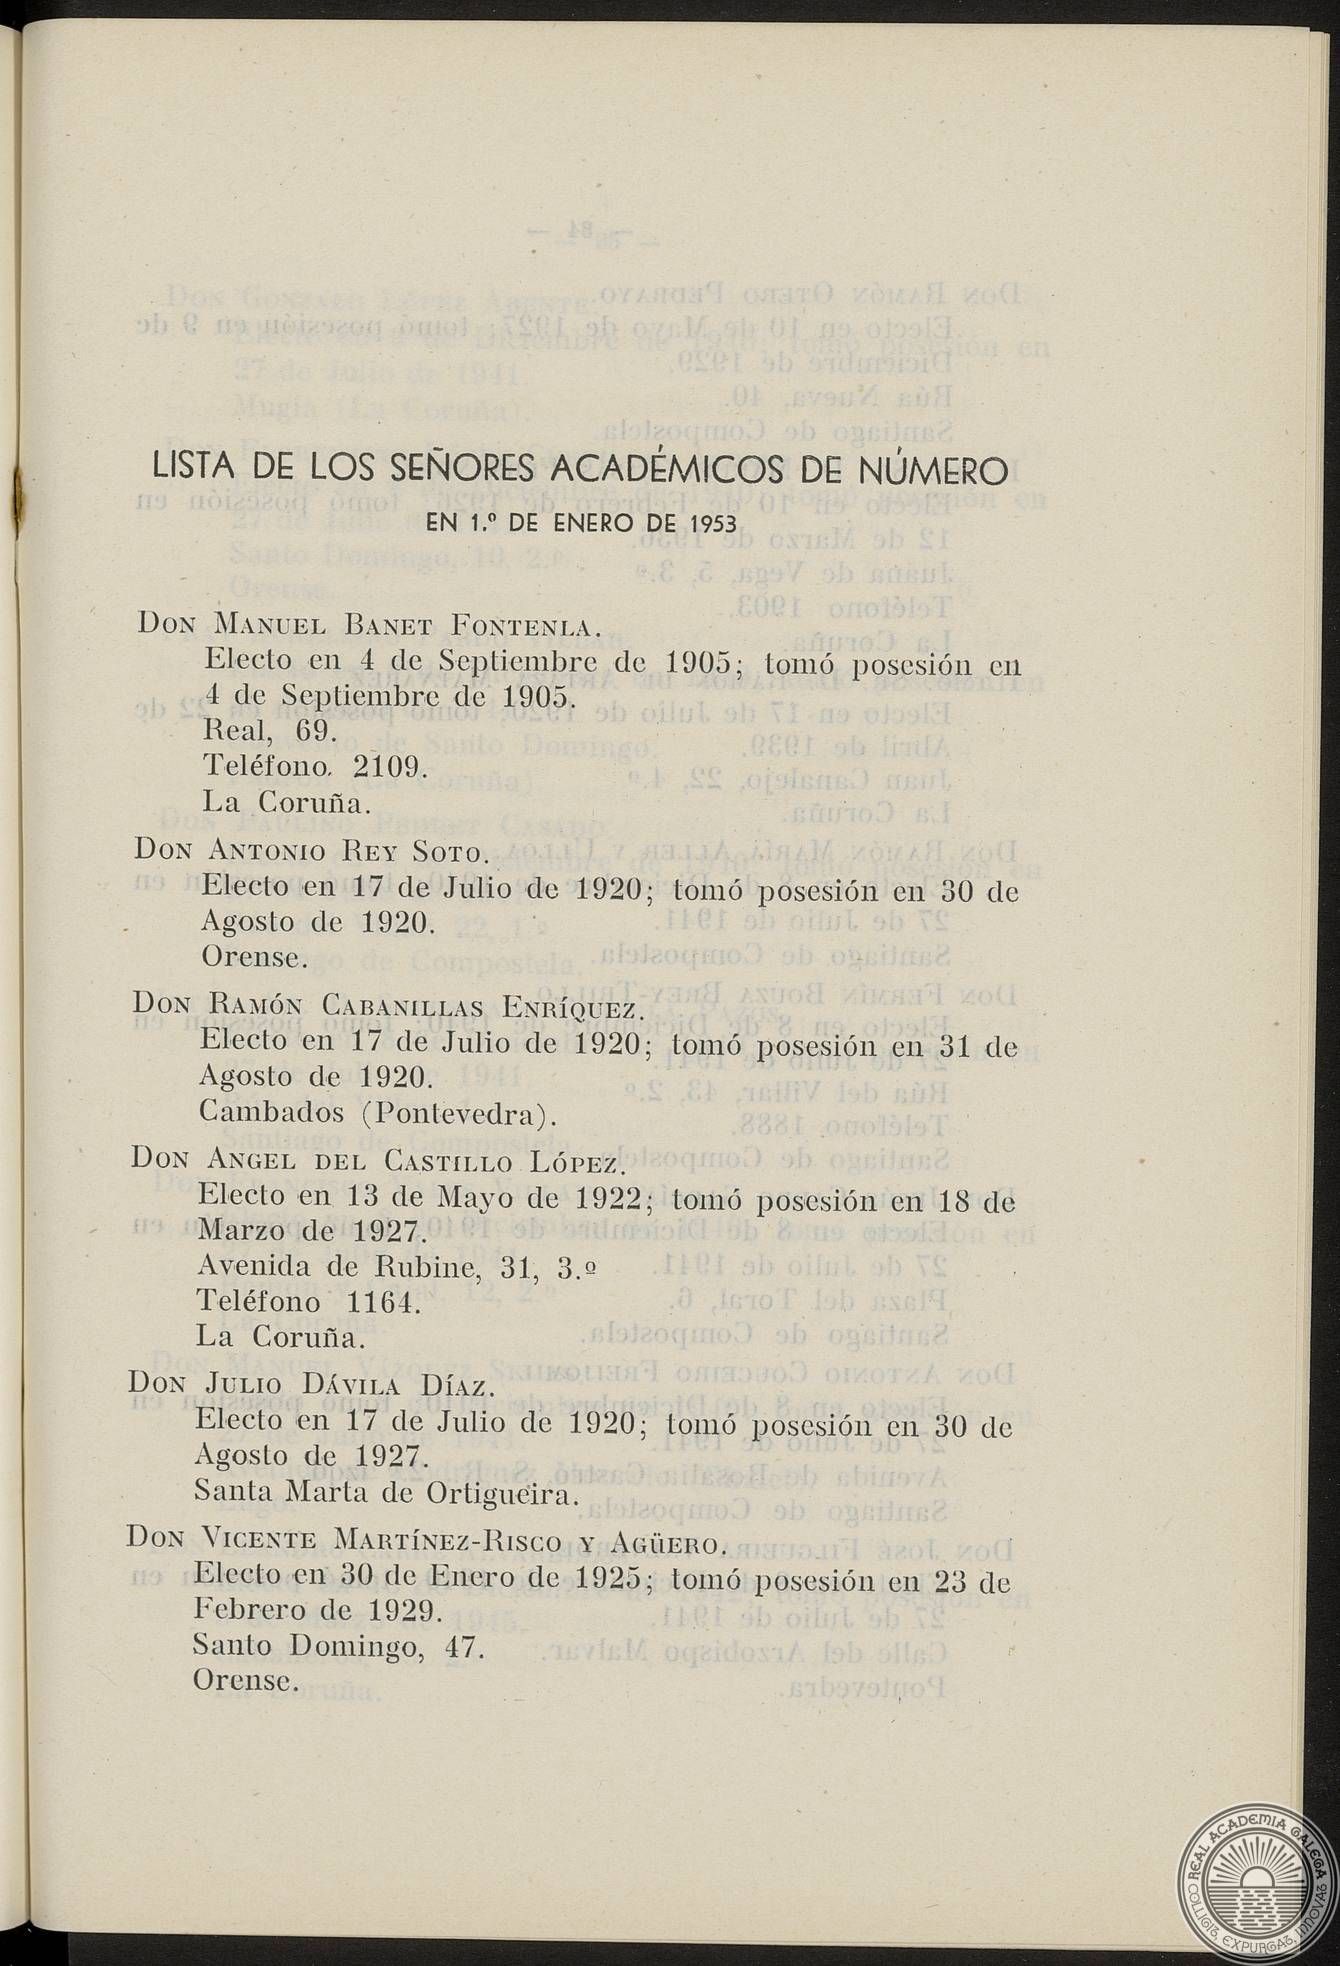 LISTA DE LOS SEÑORES ACADÉMICOS DE NÚMERO
EN 1.º DE ENERO DE 1953
DON MANUEL BANET FONTENLA.
Electo en 4 de Septiembre de 1905; tomó posesión en
4 de Septiembre de 1905.
Real, 69.
Teléfono. 2109.
La Coruña.
DON ANTONIO REY SOTO.
Electo en 17 de Julio de 1920; tomó posesión en 30 de
Agosto de 1920.
Orense.
DON RAMÓN CABANILLAS ENRÍQUEZ.
Electo en 17 de Julio de 1920; tomó posesión en 31 de
Agosto de 1920.
Cambados (Pontevedra).
DON ANGEL DEL CASTILLO LÓPEZ.
Electo en 13 de Mayo de 1922; tomó posesión en 18 de
Marzo de 1927.
Avenida de Rubine, 31, 3.º
Teléfono 1164.
La Coruña.
DON JULIO DÁVILA DÍAZ.
Electo en 17 de Julio de 1920; tomó posesión en 30 de
Agosto de 1927.
Santa Marta de Ortigueira.
DON VICENTE MARTÍNEZ-RISCO Y AGÜERO.
Electo en 30 de Enero de 1925; tomó posesión en 23 de
Febrero de 1929.
Santo Domingo, 47.
Orense.
REAL ACADEMIA GALEGA
COLLIGIT, EXPURGAT, INNOVAT